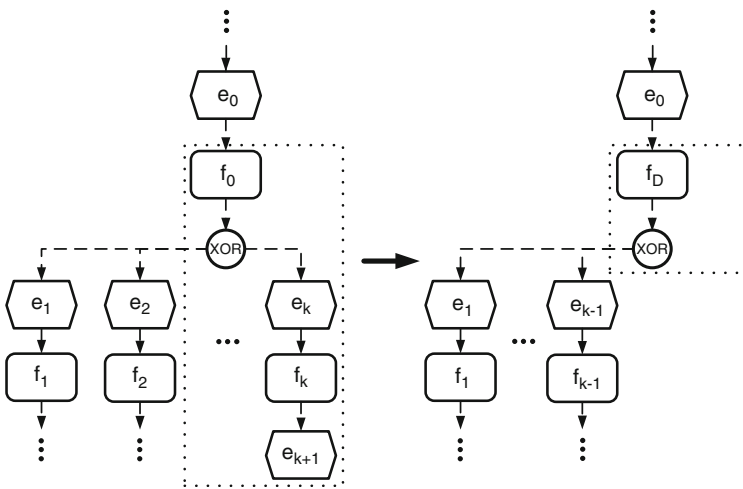 e0 e0
f0 fD
XOR XOR
e1 e2 ek e1 ek-1
... ...
f1 f2 fk f1 fk-1
ek+1